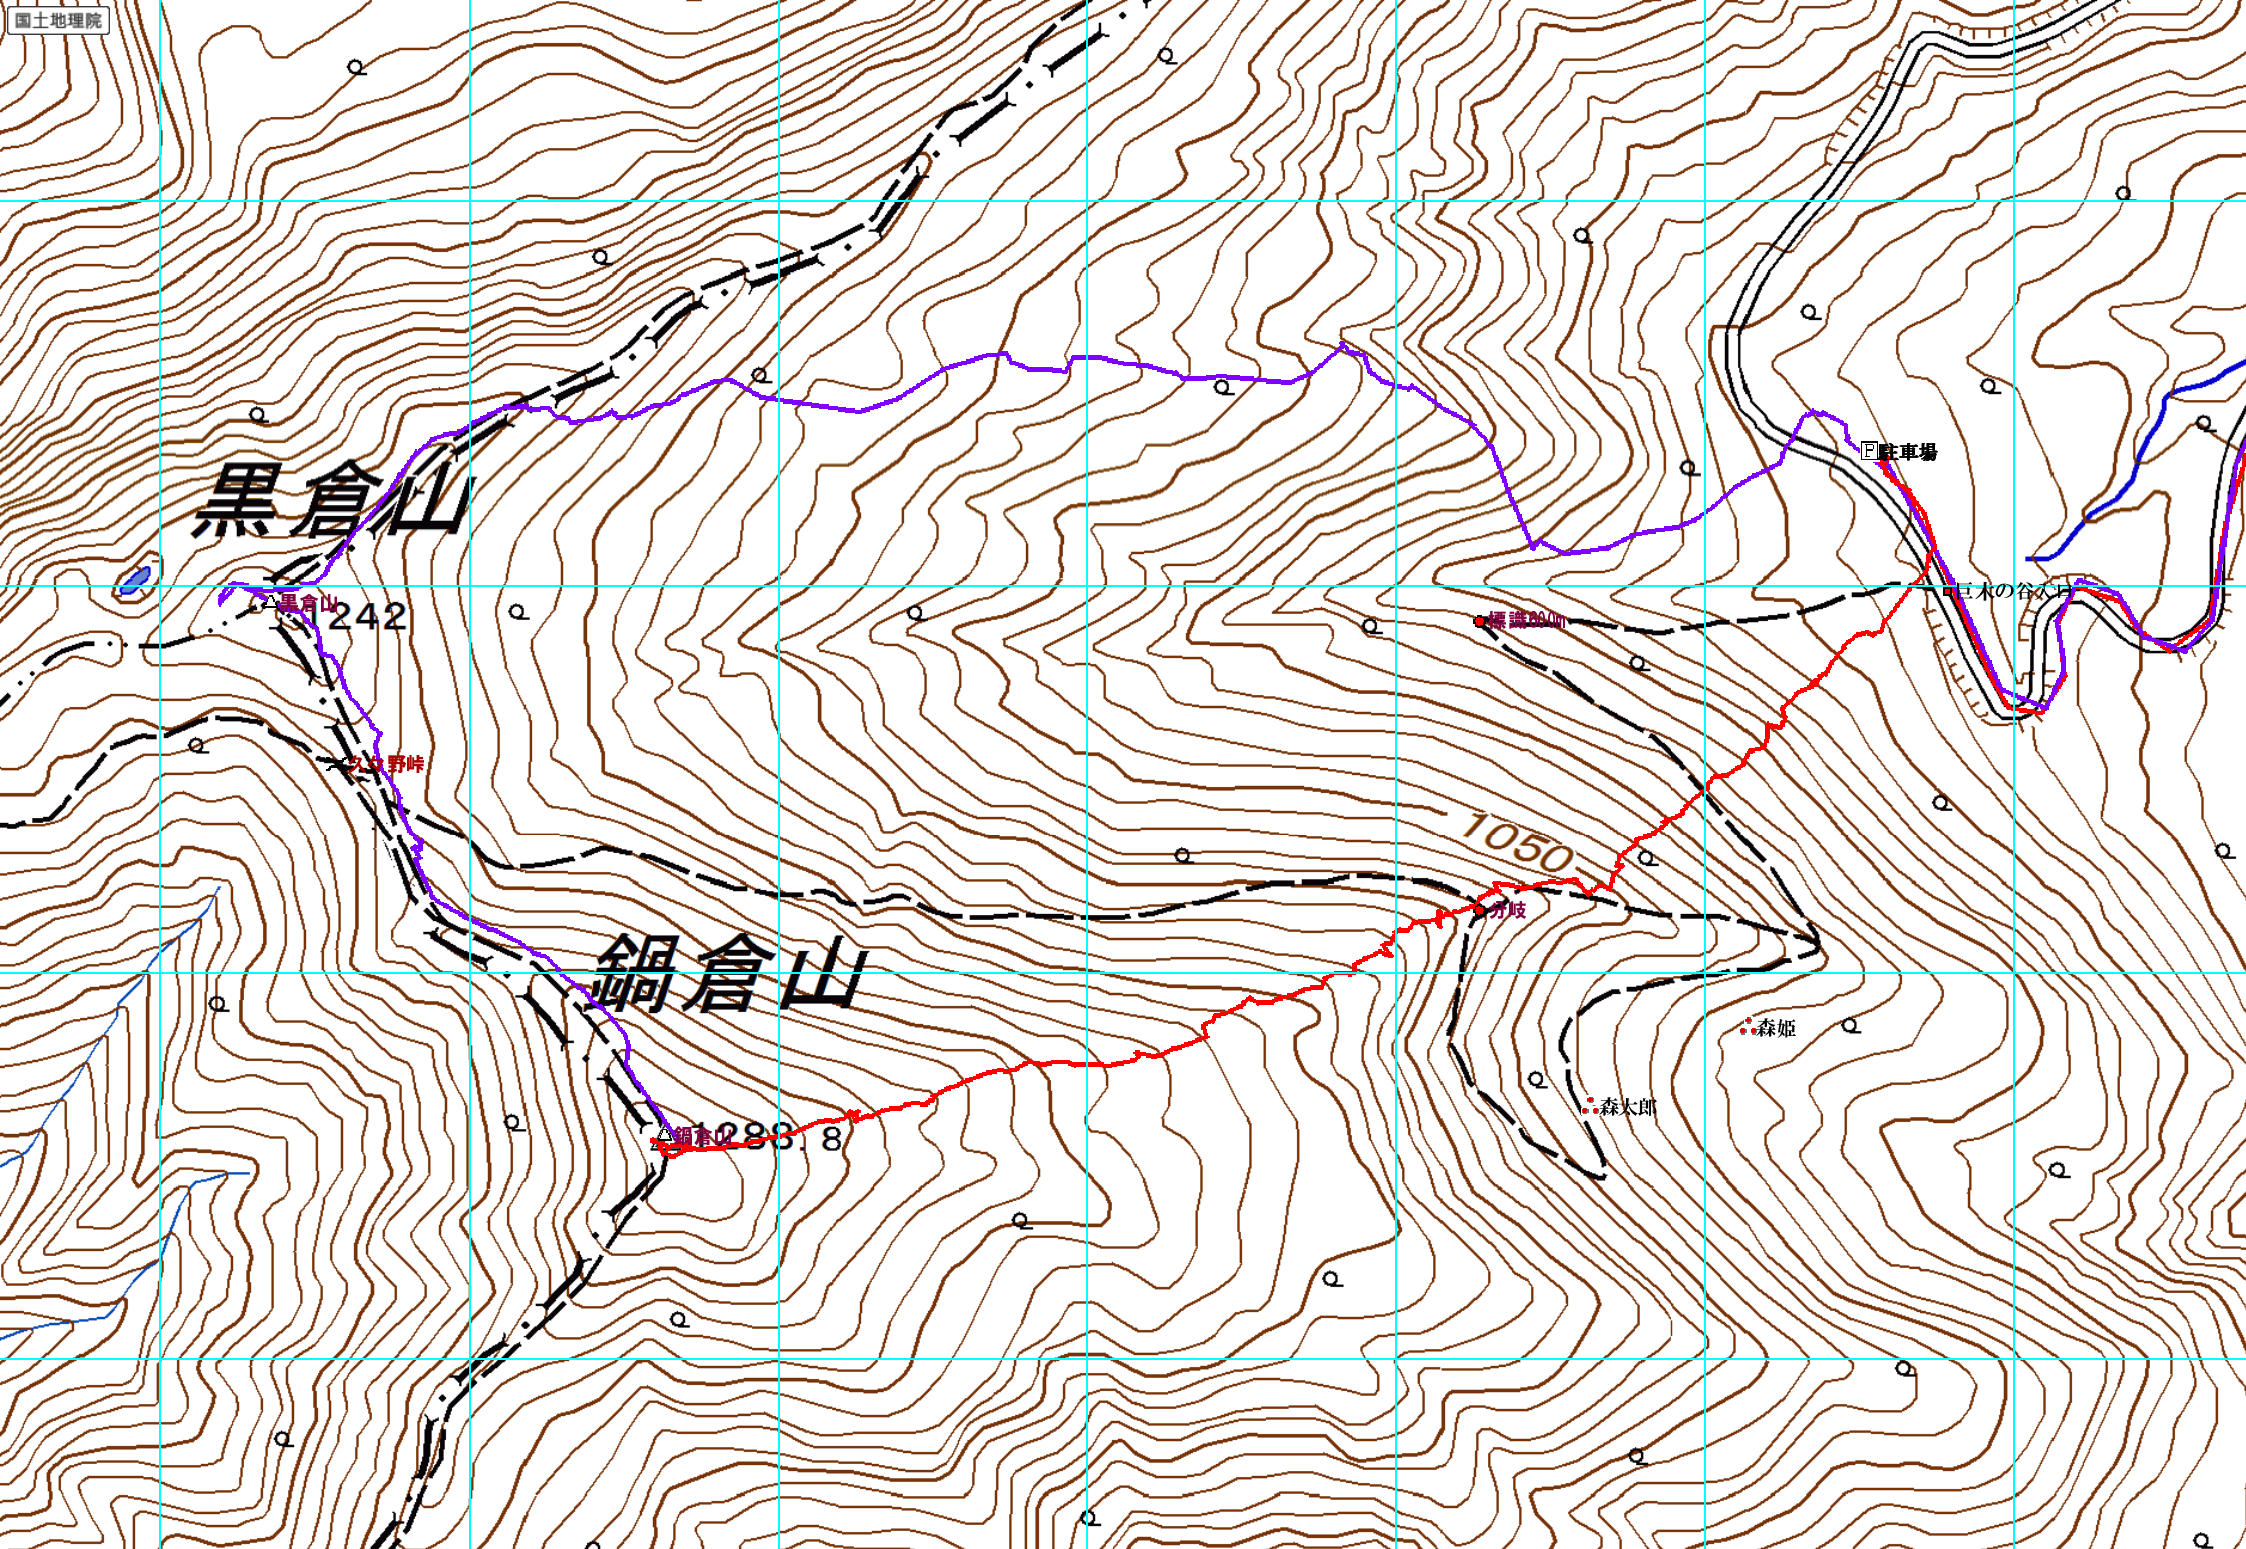 国土地理院
駐車場
黒倉山
巨木の谷入口
黒倉山
1242
標識600m
久々野峠
1050
分岐
鍋倉山
森姫
森太郎
鍋倉山
1288.8